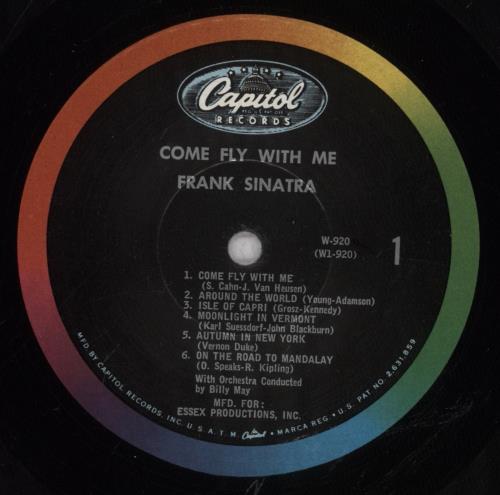 Capitol
REG. U.S. PAT. OFF.
RECORDS
COME FLY WITH ME
FRANK SINATRA
W-920
(W1-920)
1
1. COME FLY WITH ME
(S. Cahn-J. Van Heusen)
2. AROUND THE WORLD (Young-Adamson)
3. ISLE OF CAPRI (Grosz-Kennedy)
4. MOONLIGHT IN VERMONT
(Karl Suessdorf-John Blackburn)
5. AUTUMN IN NEW YORK
(Vernon Duke)
6. ON THE ROAD TO MANDALAY
(O. Speaks-R. Kipling)
With Orchestra Conducted
by Billy May
MFD. FOR:
ESSEX PRODUCTIONS, INC.
MFD. BY CAPITOL RECORDS, INC. U.S.A. T.M. Capitol MARCA REG. • U.S. PAT. NO. 2,631,859